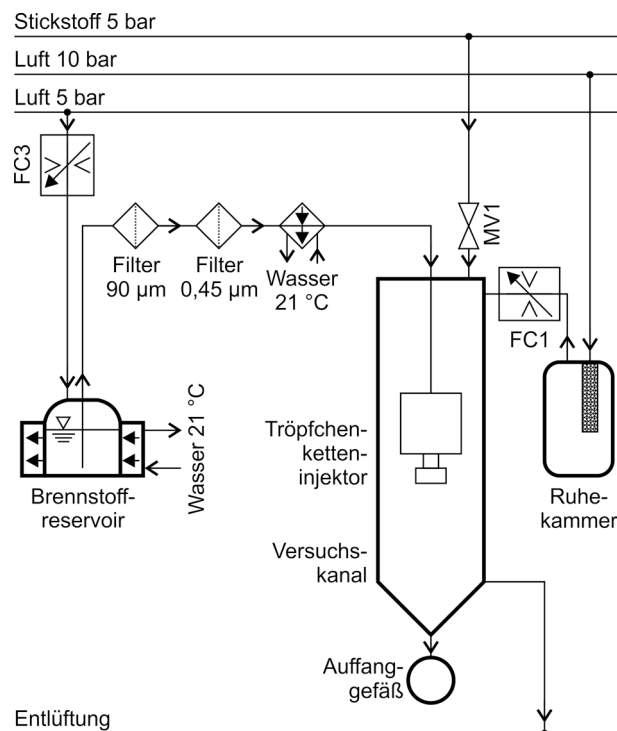 Stickstoff 5 bar
Luft 10 bar
Luft 5 bar
FC3
MV1
Filter
90 µm
Filter
0,45 µm
Wasser
21 °C
FC1
Wasser 21 °C
Brennstoff-
reservoir
Tröpfchen-
ketten-
injektor
Ruhe-
kammer
Versuchs-
kanal
Auffang-
gefäß
Entlüftung